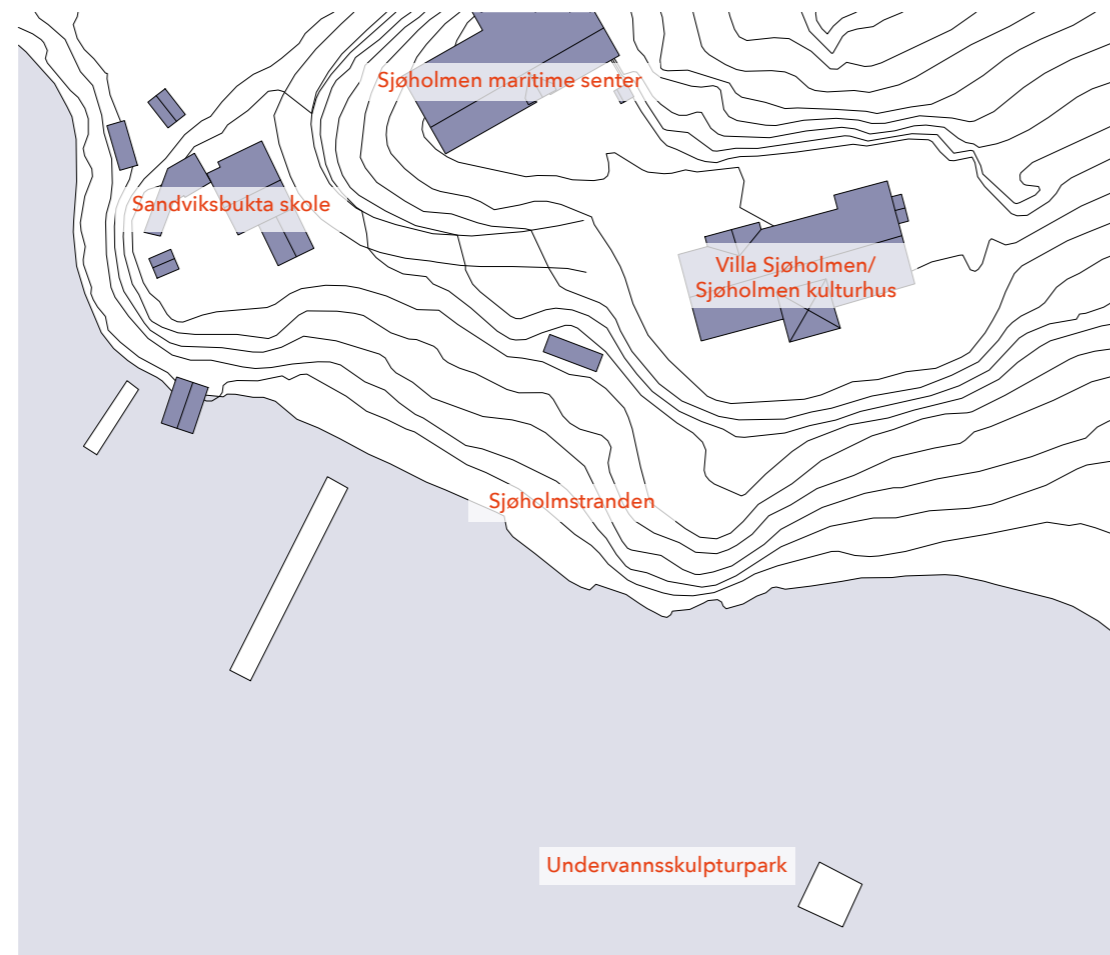 Sjøholmen maritime senter
Sandviksbukta skole
Villa Sjøholmen/
Sjøholmen kulturhus
Sjøholmstranden
Undervannsskulpturpark